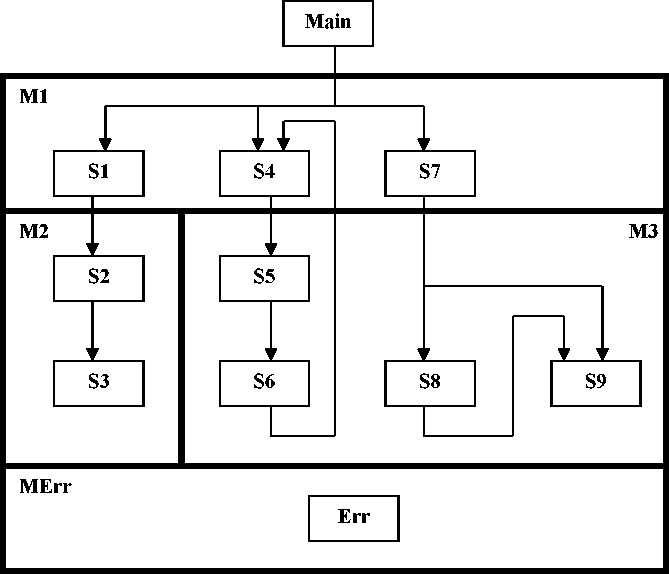 Main
M1
S1 S4 S7
M2 M3
S2 S5
S3 S6 S8 S9
MErr
Err